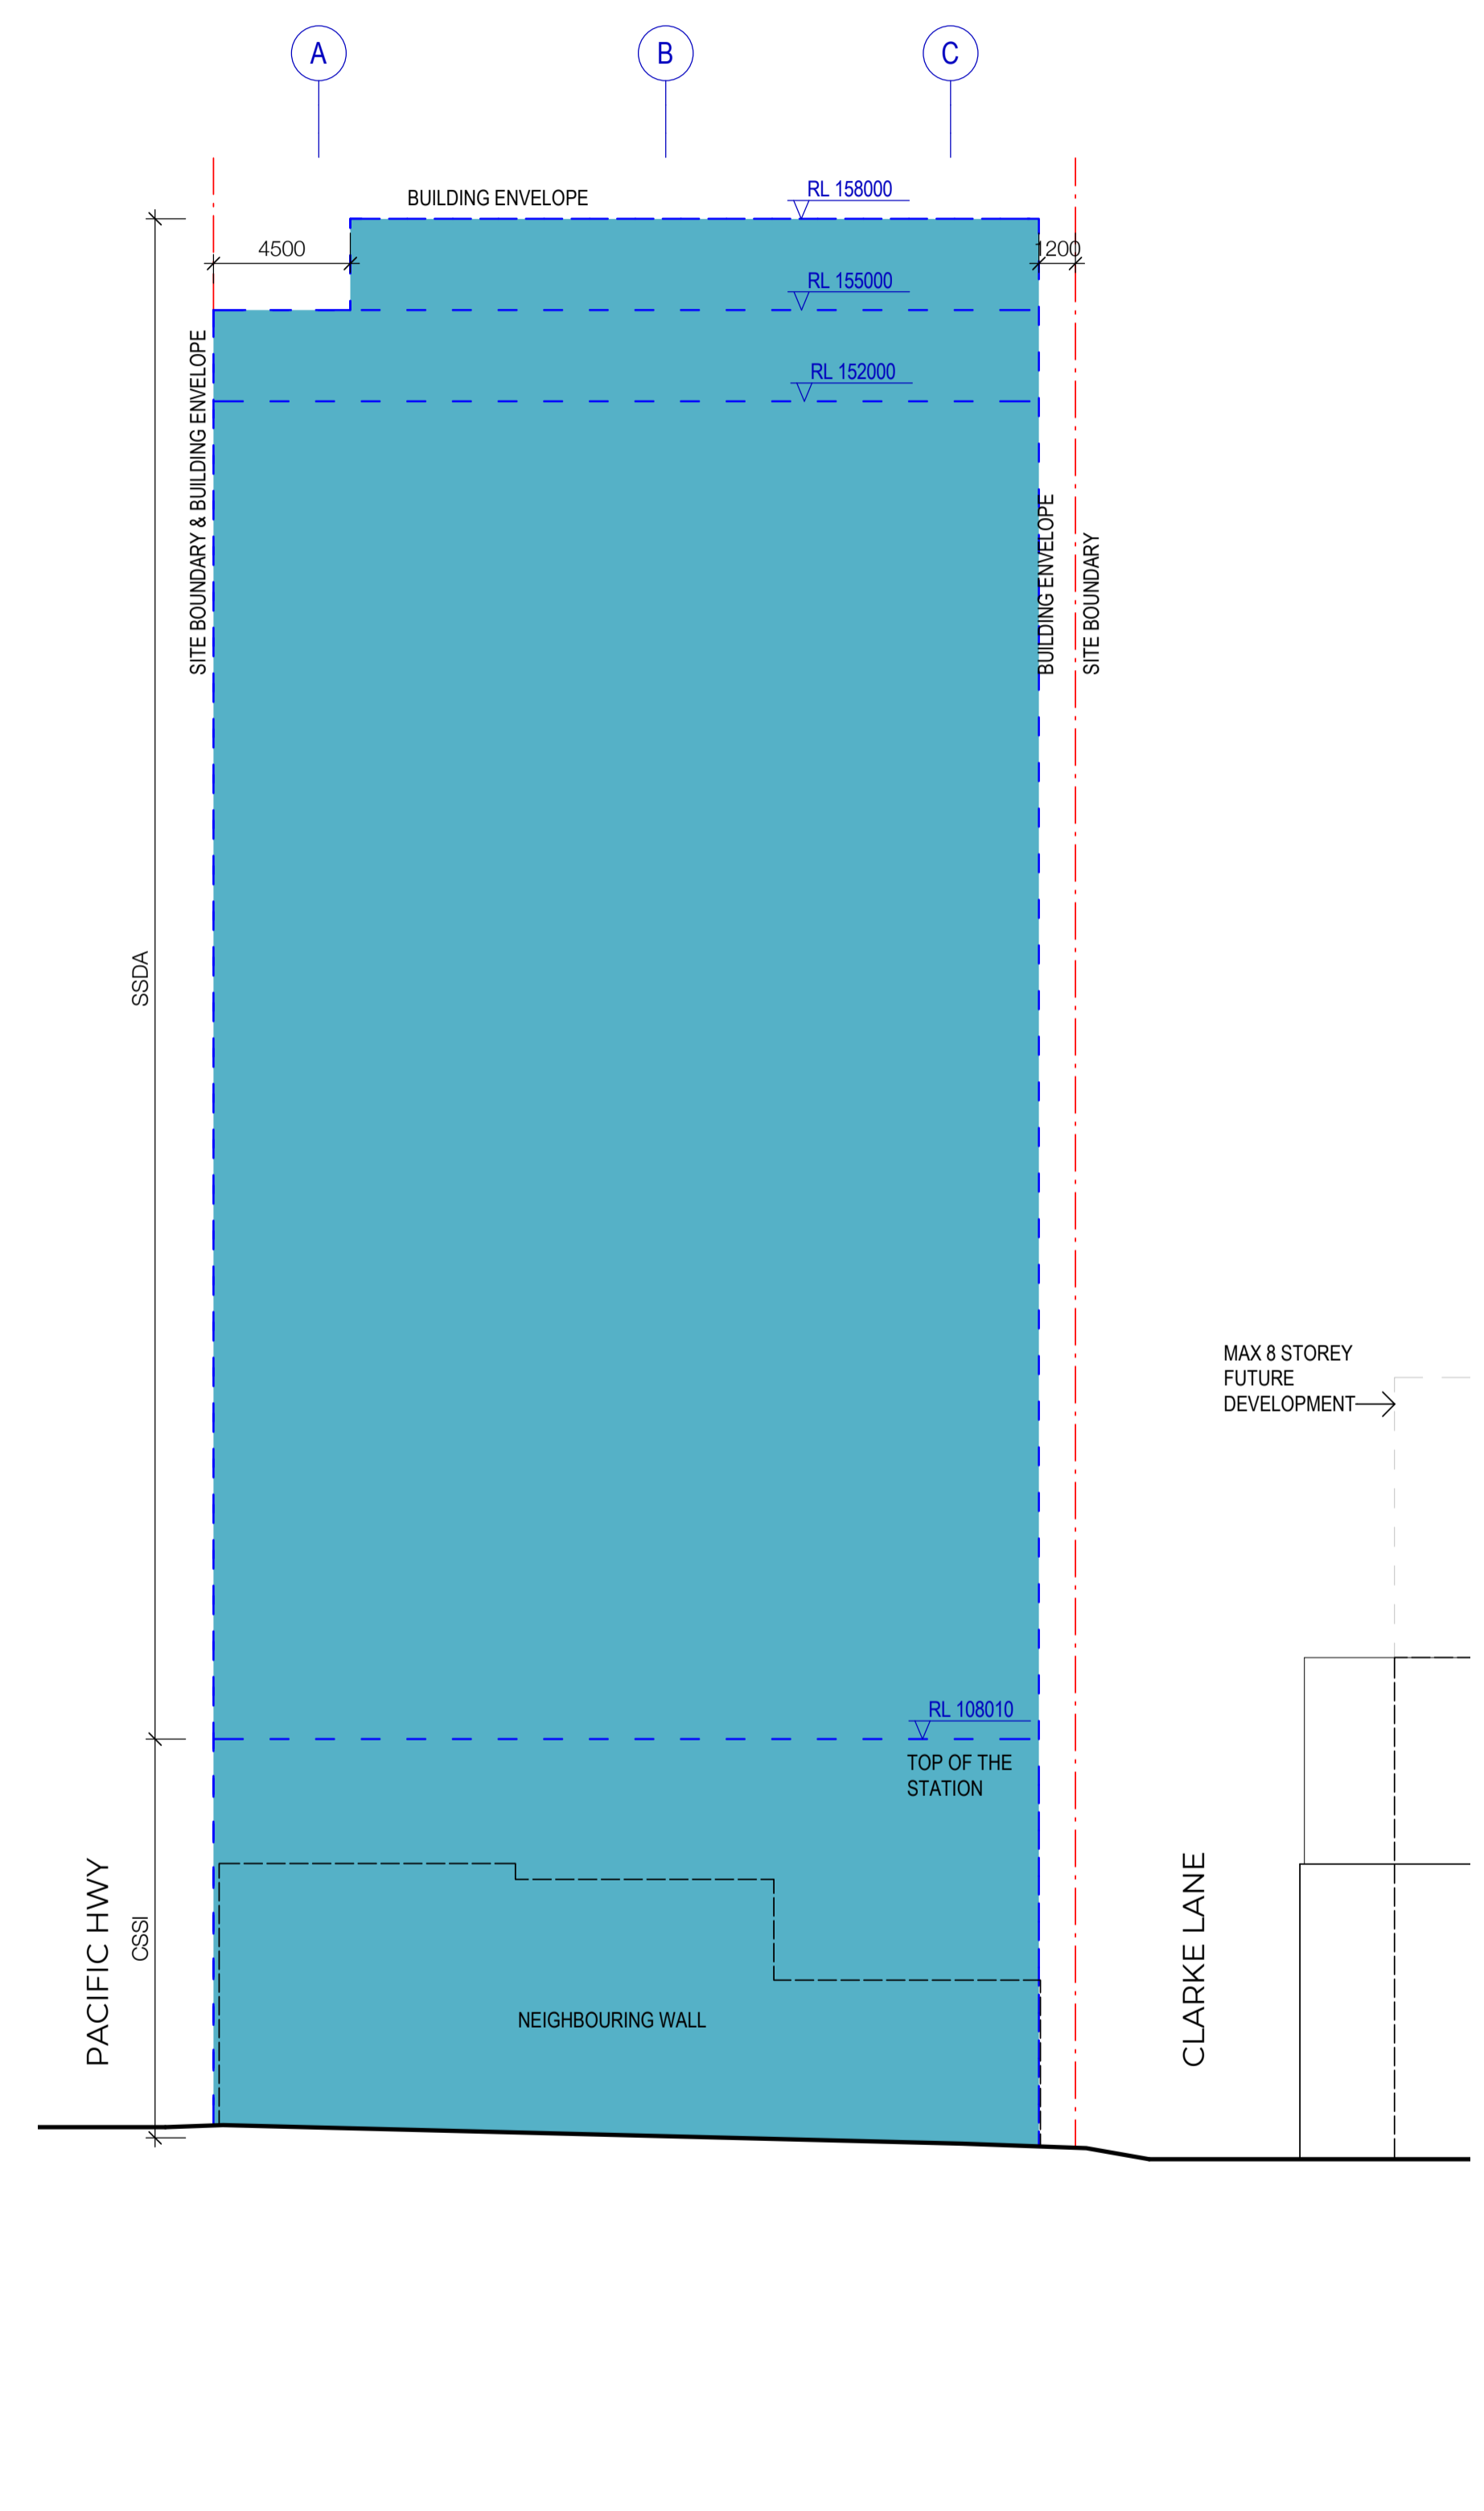 A
B
C
BUILDING ENVELOPE
RL 158000
4500
1200
RL 155000
RL 152000
SITE BOUNDARY & BUILDING ENVELOPE
BUILDING ENVELOPE
SITE BOUNDARY
SSDA
MAX 8 STOREY
FUTURE
DEVELOPMENT
RL 108010
TOP OF THE
STATION
PACIFIC HWY
CSSI
CLARKE LANE
NEIGHBOURING WALL